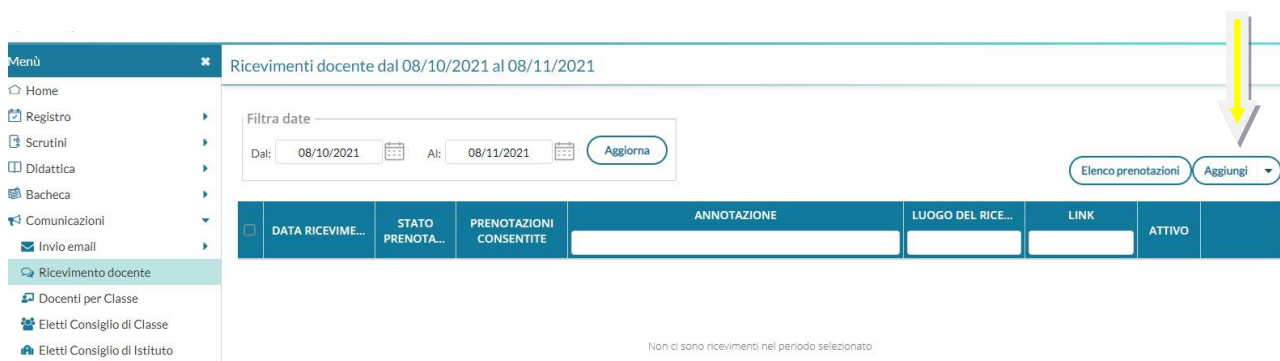 Menù
Ricevimenti docente dal 08/10/2021 al 08/11/2021
Home
Registro
Scrutini
Didattica
Bacheca
Comunicazioni
Invio email
Ricevimento docente
Docenti per Classe
Eletti Consiglio di Classe
Eletti Consiglio di Istituto
Filtra date
Dal: 08/10/2021 Al: 08/11/2021 Aggiorna
Elenco prenotazioni Aggiungi
DATA RICEVIME... STATO PRENOTA... PRENOTAZIONI CONSENTITE ANNOTAZIONE LUOGO DEL RICE... LINK ATTIVO
Non ci sono ricevimenti nel periodo selezionato